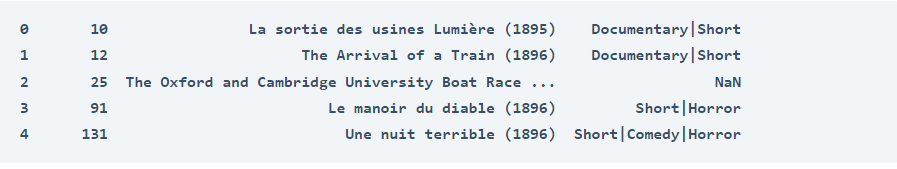 0 10 La sortie des usines Lumière (1895) Documentary|Short
1 12 The Arrival of a Train (1896) Documentary|Short
2 25 The Oxford and Cambridge University Boat Race ... NaN
3 91 Le manoir du diable (1896) Short|Horror
4 131 Une nuit terrible (1896) Short|Comedy|Horror